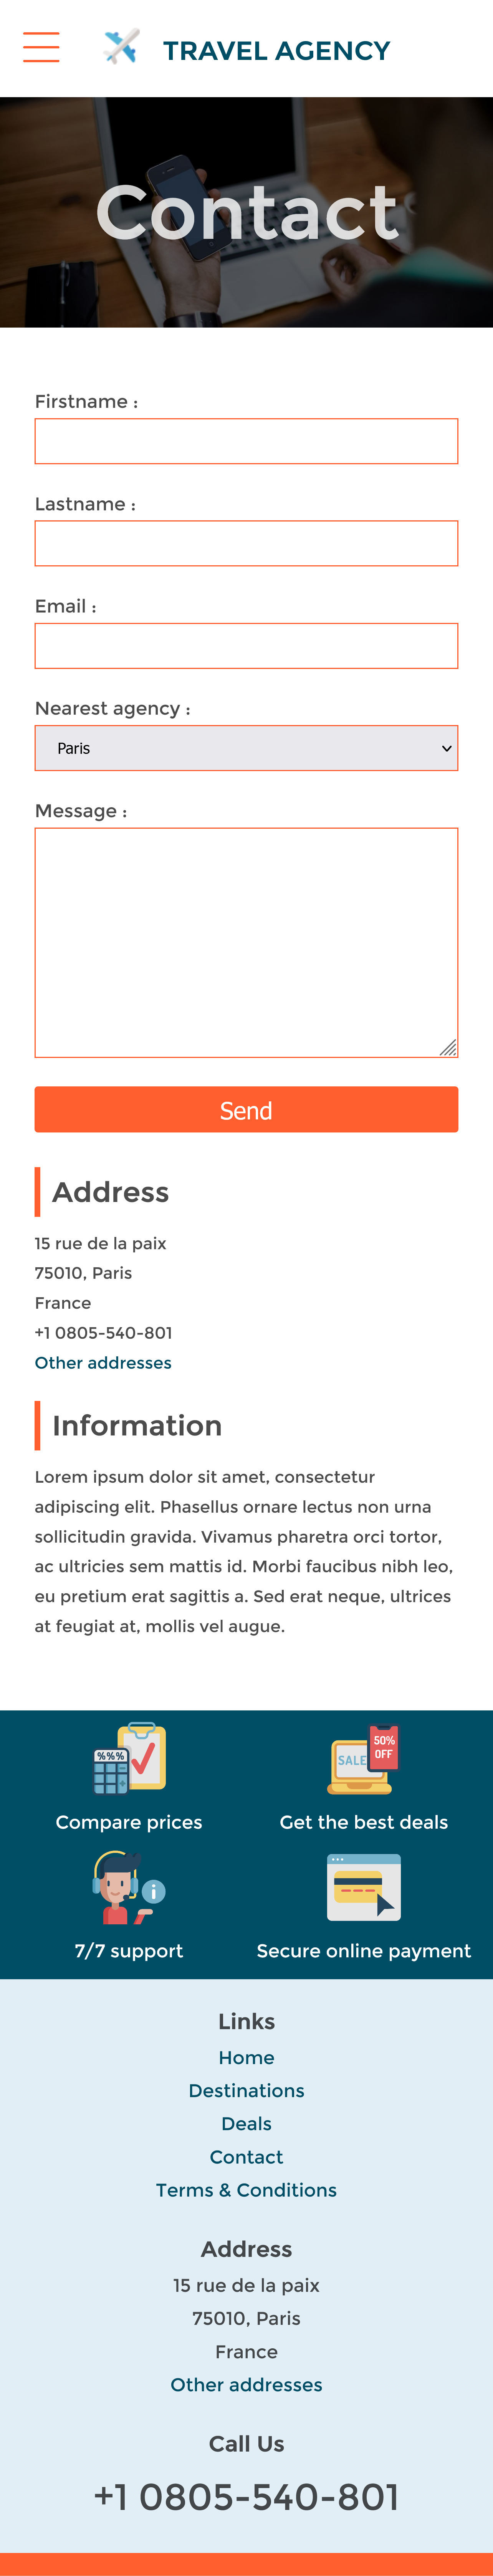 TRAVEL AGENCY
Contact
Firstname :
Lastname :
Email :
Nearest agency :
Paris
Message :
Send
Address
15 rue de la paix
75010, Paris
France
+1 0805-540-801
Other addresses
Information
Lorem ipsum dolor sit amet, consectetur
adipiscing elit. Phasellus ornare lectus non urna
sollicitudin gravida. Vivamus pharetra orci tortor,
ac ultricies sem mattis id. Morbi faucibus nibh leo,
eu pretium erat sagittis a. Sed erat neque, ultrices
at feugiat at, mollis vel augue.
%%%
SALE
50%
OFF
Compare prices
Get the best deals
i
7/7 support
Secure online payment
Links
Home
Destinations
Deals
Contact
Terms & Conditions
Address
15 rue de la paix
75010, Paris
France
Other addresses
Call Us
+1 0805-540-801